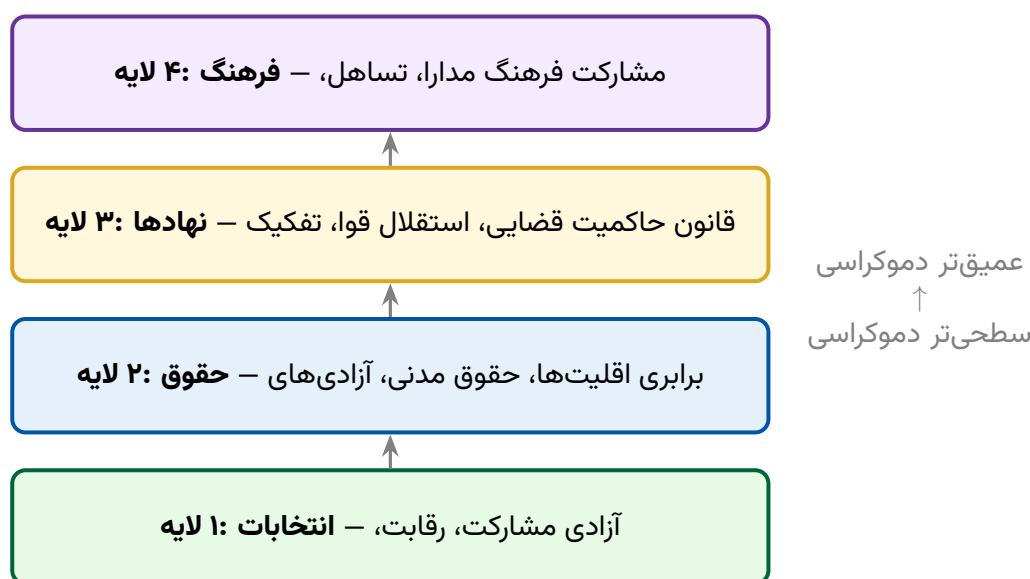 مشارکت فرهنگ مدارا، تساهل، – فرهنگ :۴ لایه
قانون حاکمیت قضایی، استقلال قوا، تفکیک – نهادها :۳ لایه
عمیق‌تر دموکراسی
↑
سطحی‌تر دموکراسی
برابری اقلیت‌ها، حقوق مدنی، آزادی‌های – حقوق :۲ لایه
آزادی مشارکت، رقابت، – انتخابات :۱ لایه